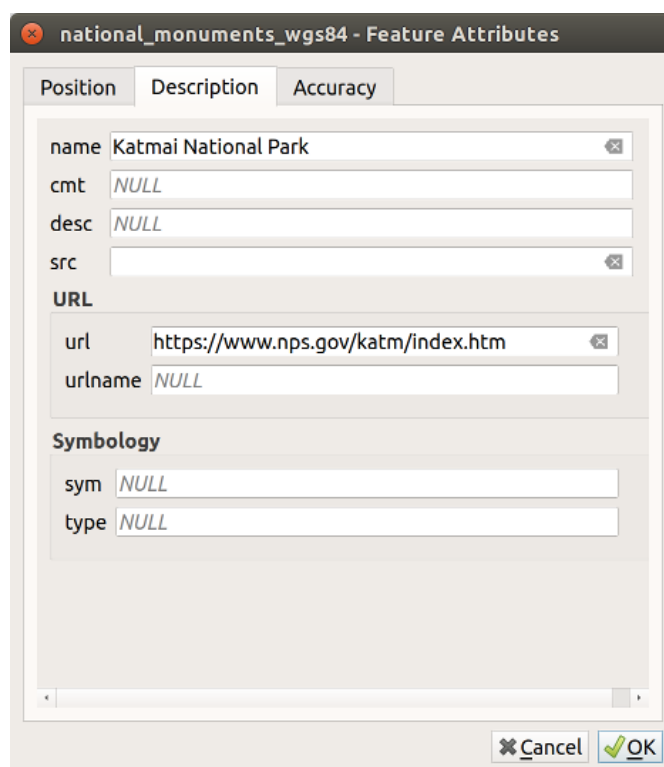 national_monuments_wgs84 - Feature Attributes
Position Description Accuracy
name Katmai National Park
cmt NULL
desc NULL
src
URL
url https://www.nps.gov/katm/index.htm
urlname NULL
Symbology
sym NULL
type NULL
Cancel OK